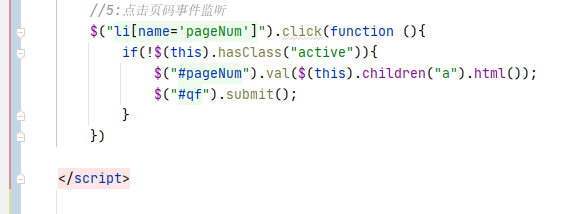 //5:点击页码事件监听
$("li[name='pageNum']").click(function (){
if(!$(this).hasClass("active")){
$("#pageNum").val($(this).children("a").html());
$("#qf").submit();
}
})
</script>